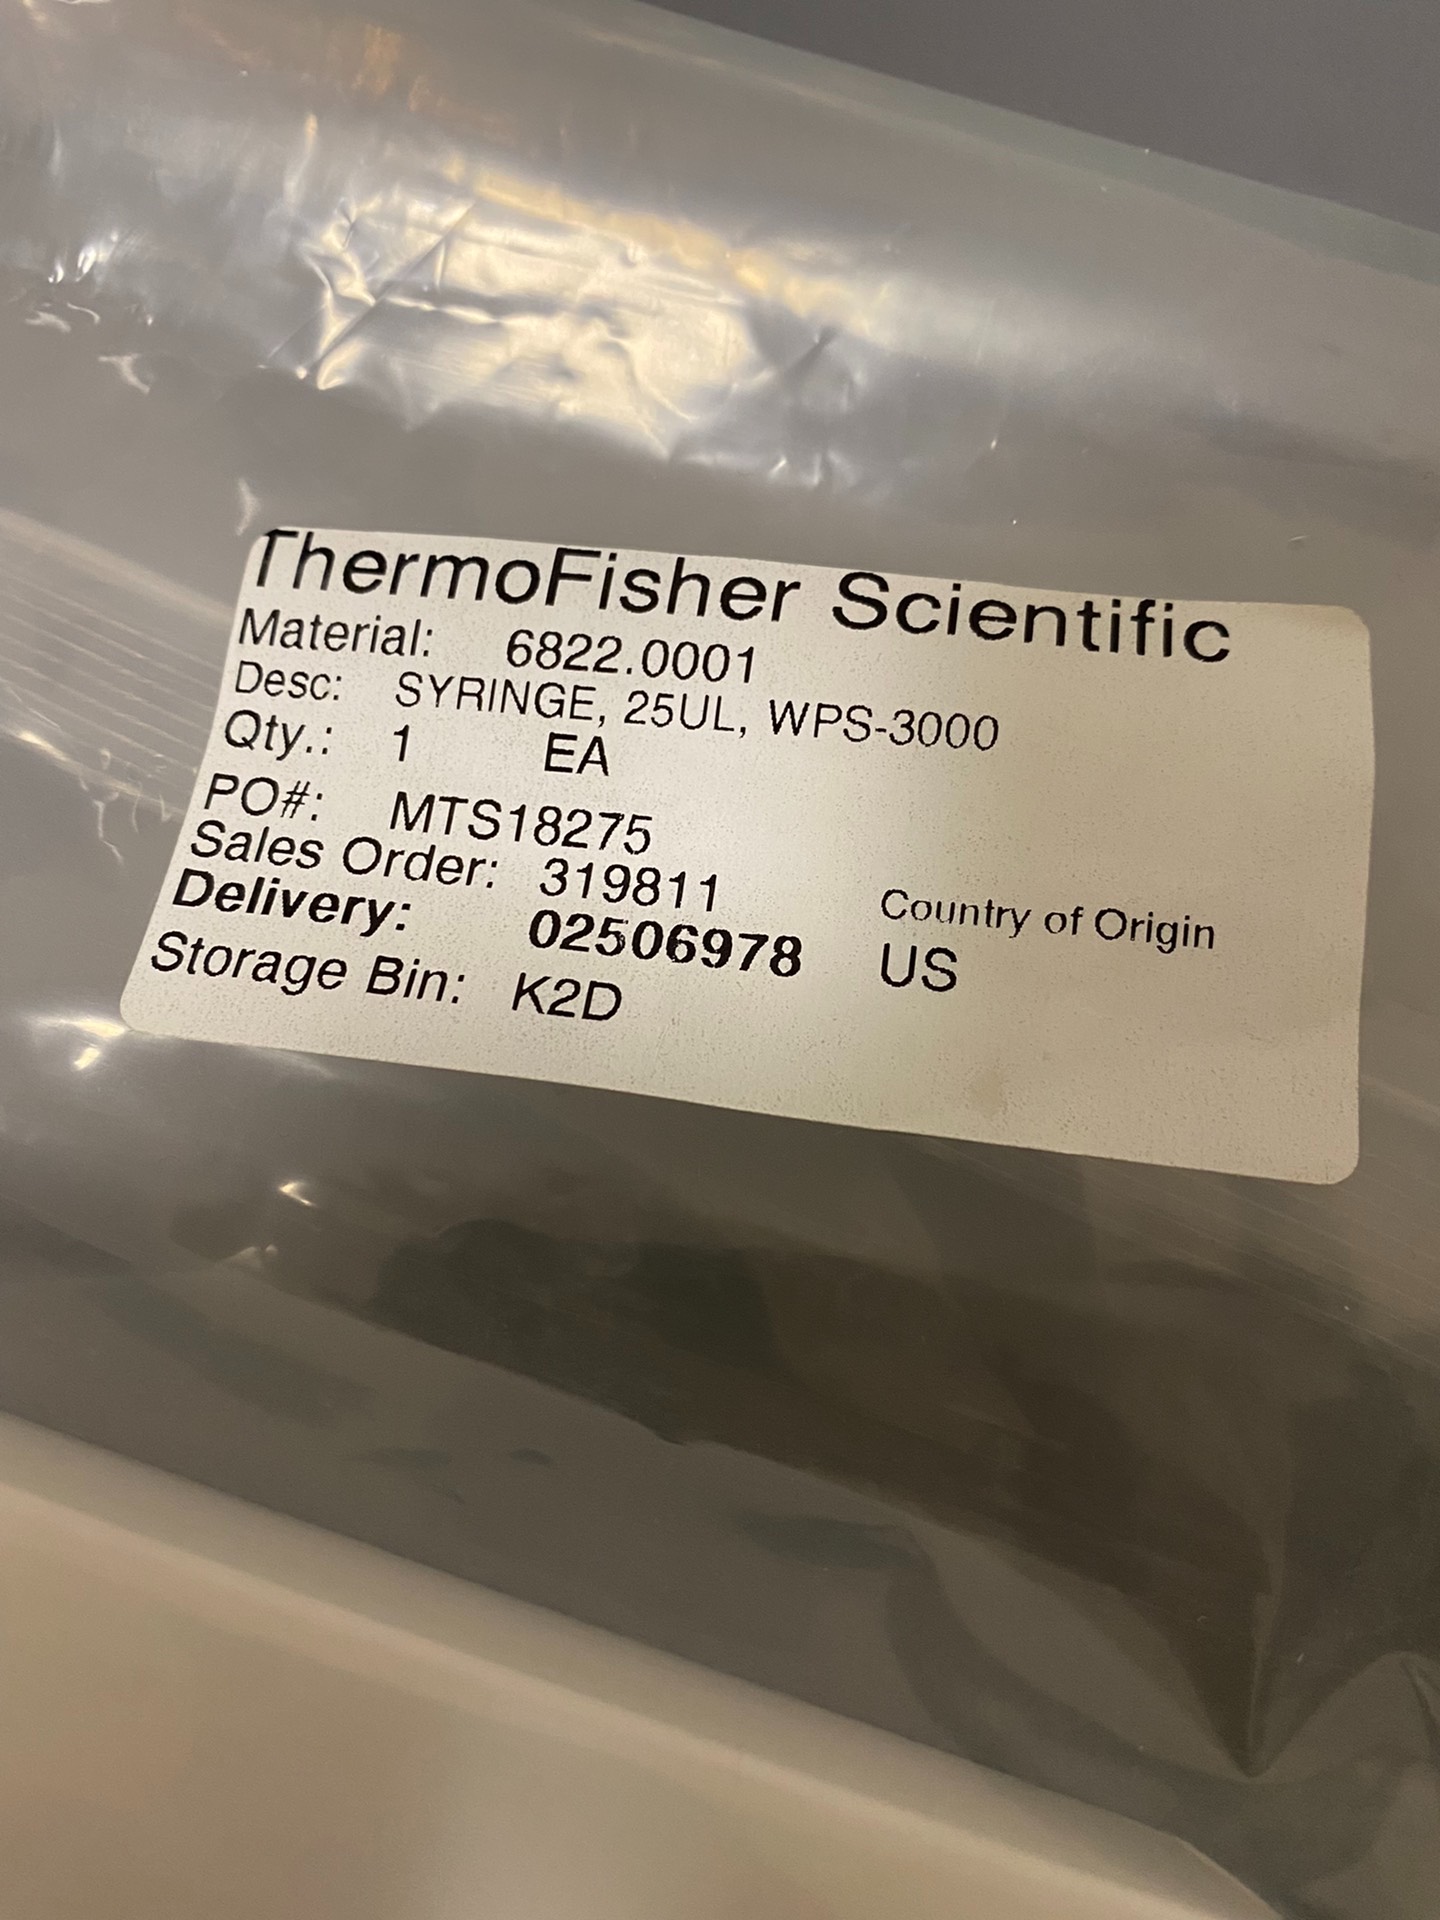 ThermoFisher Scientific
Material: 6822.0001
Desc: SYRINGE, 25UL, WPS-3000
Qty.: 1 EA
PO#: MTS18275
Sales Order: 319811
Delivery: 02506978
Storage Bin: K2D
Country of Origin
US